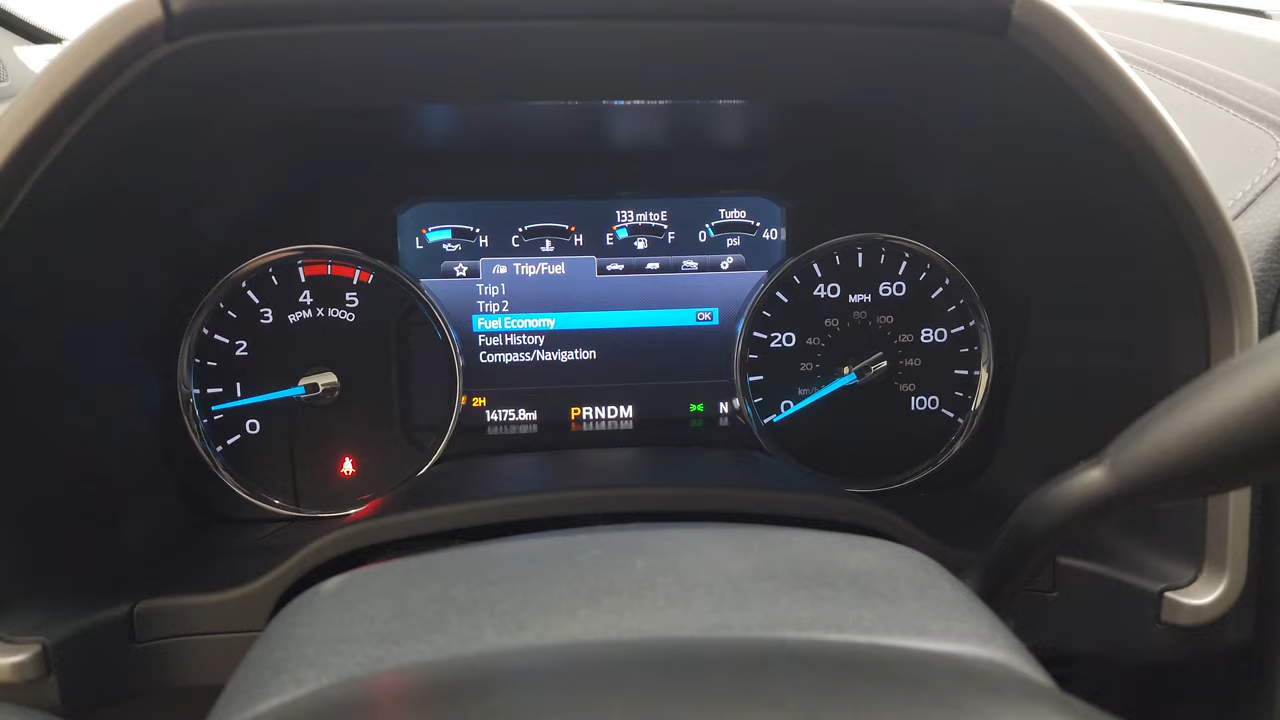 133 mi to E
Turbo
L H C H E F 0 40
psi
Trip/Fuel
Trip 1
Trip 2
Fuel Economy OK
Fuel History
Compass/Navigation
2H
14175.8mi PRNDM N
0 1 2 3 4 5
RPM X 1000
0 20 40 60 80 100
MPH
20 40 60 80 100 120 140 160
km/h